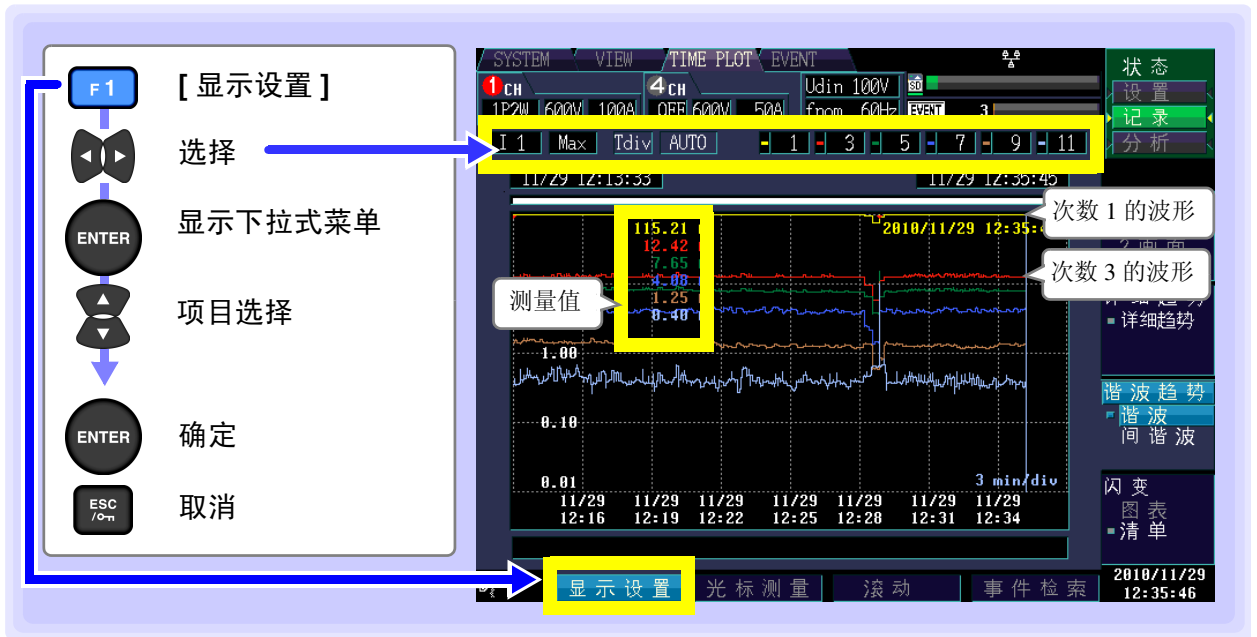 F1
[ 显示设置 ]
选择
ENTER
显示下拉式菜单
项目选择
ENTER
确定
ESC
取消
SYSTEM VIEW TIME PLOT EVENT
1 CH 4 CH Udin 100V SD
1P2W 600V 100A OFF 600V 50A fnom 60Hz EVENT 3
I 1 Max Tdiv AUTO 1 3 5 7 9 11
11/29 12:13:33 11/29 12:35:45
115.21
12.42
7.65
4.08
1.25
0.40
2010/11/29 12:35:
测量值
次数 1 的波形
次数 3 的波形
1.00
0.10
0.01
3 min/div
11/29 11/29 11/29 11/29 11/29 11/29 11/29
12:16 12:19 12:22 12:25 12:28 12:31 12:34
状态
设置
记录
分析
详细趋势
谐波趋势
谐波
间谐波
闪变
图表
清单
显示设置 光标测量 滚动 事件检索
2010/11/29
12:35:46